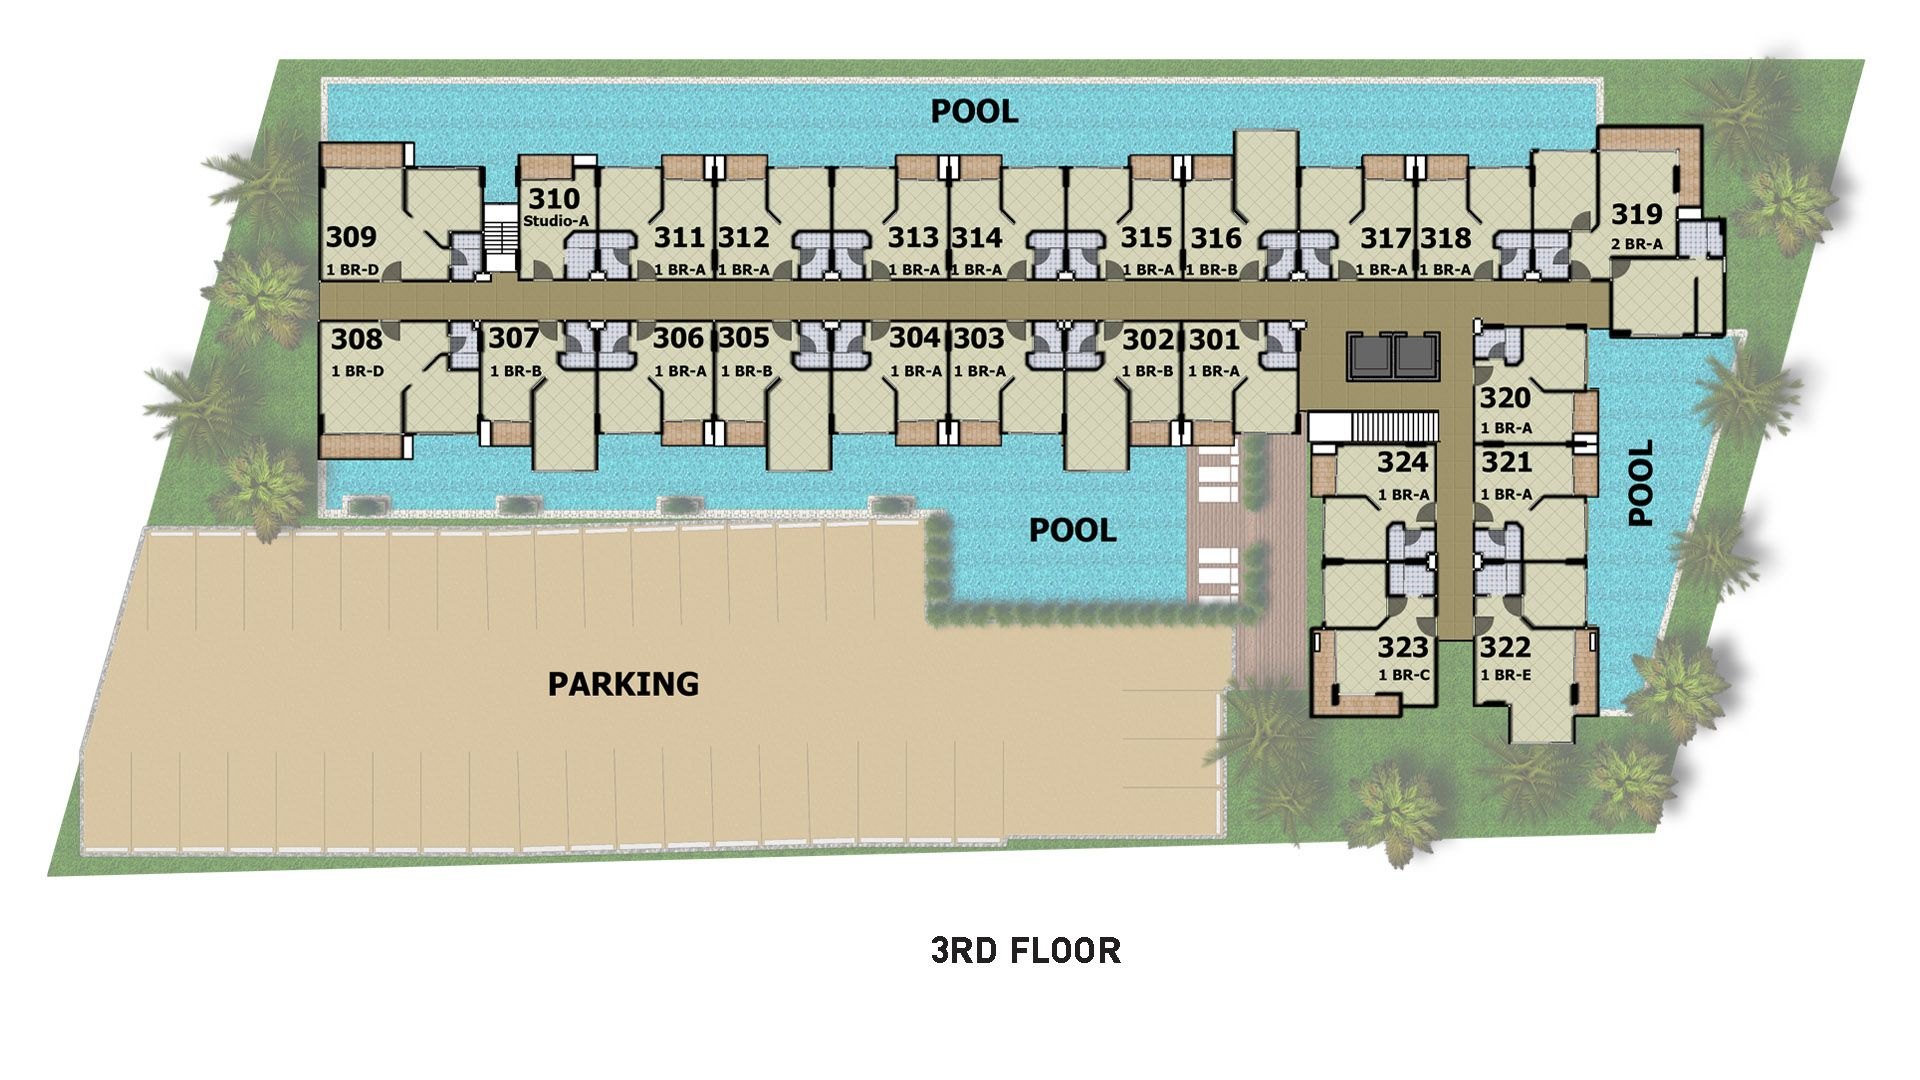 POOL
310
Studio-A
309
1 BR-D
311
1 BR-A
312
1 BR-A
313
1 BR-A
314
1 BR-A
315
1 BR-A
316
1 BR-B
317
1 BR-A
318
1 BR-A
319
2 BR-A
308
1 BR-D
307
1 BR-B
306
1 BR-A
305
1 BR-B
304
1 BR-A
303
1 BR-A
302
1 BR-B
301
1 BR-A
320
1 BR-A
324
1 BR-A
321
1 BR-A
POOL
POOL
323
1 BR-C
322
1 BR-E
PARKING
3RD FLOOR